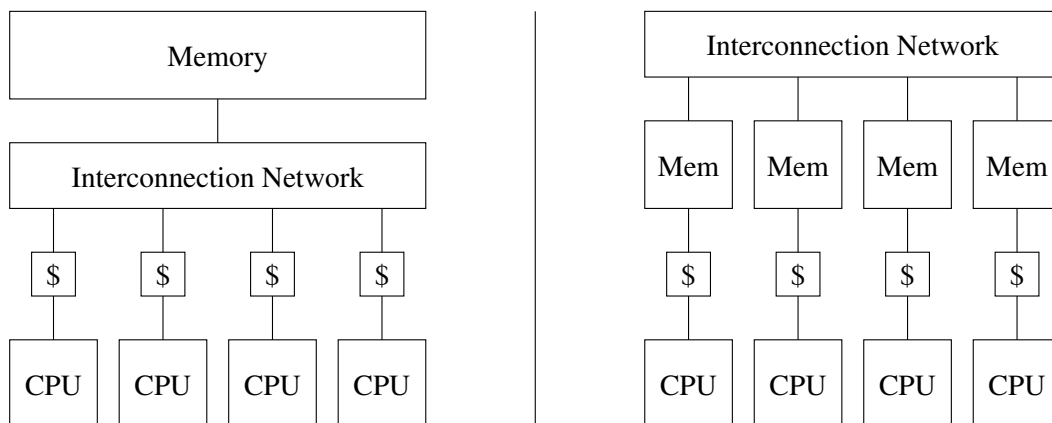 Memory
Interconnection Network
$ $ $ $
CPU CPU CPU CPU
Interconnection Network
Mem Mem Mem Mem
$ $ $ $
CPU CPU CPU CPU